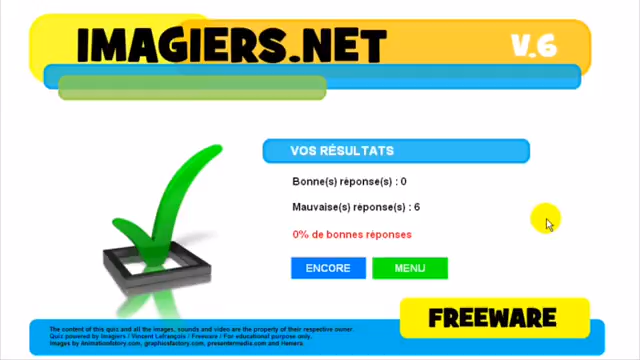 IMAGIERS.NET
V.6
VOS RÉSULTATS
Bonne(s) réponse(s) : 0
Mauvaise(s) réponse(s) : 6
0% de bonnes réponses
ENCORE
MENU
FREEWARE
The content of this quiz and all the images, sounds and video are the property of their respective owner.
Quiz powered by Imagiers / Vincent Lefrançois / Freeware / For educational purpose only.
Images by Animationfactory.com, graphicsfactory.com, presentermedia.com and